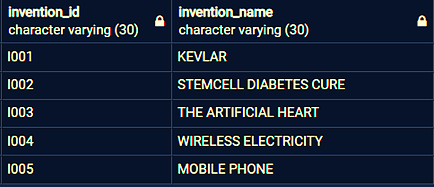 invention_id invention_name
character varying (30) character varying (30)
I001 KEVLAR
I002 STEMCELL DIABETES CURE
I003 THE ARTIFICIAL HEART
I004 WIRELESS ELECTRICITY
I005 MOBILE PHONE